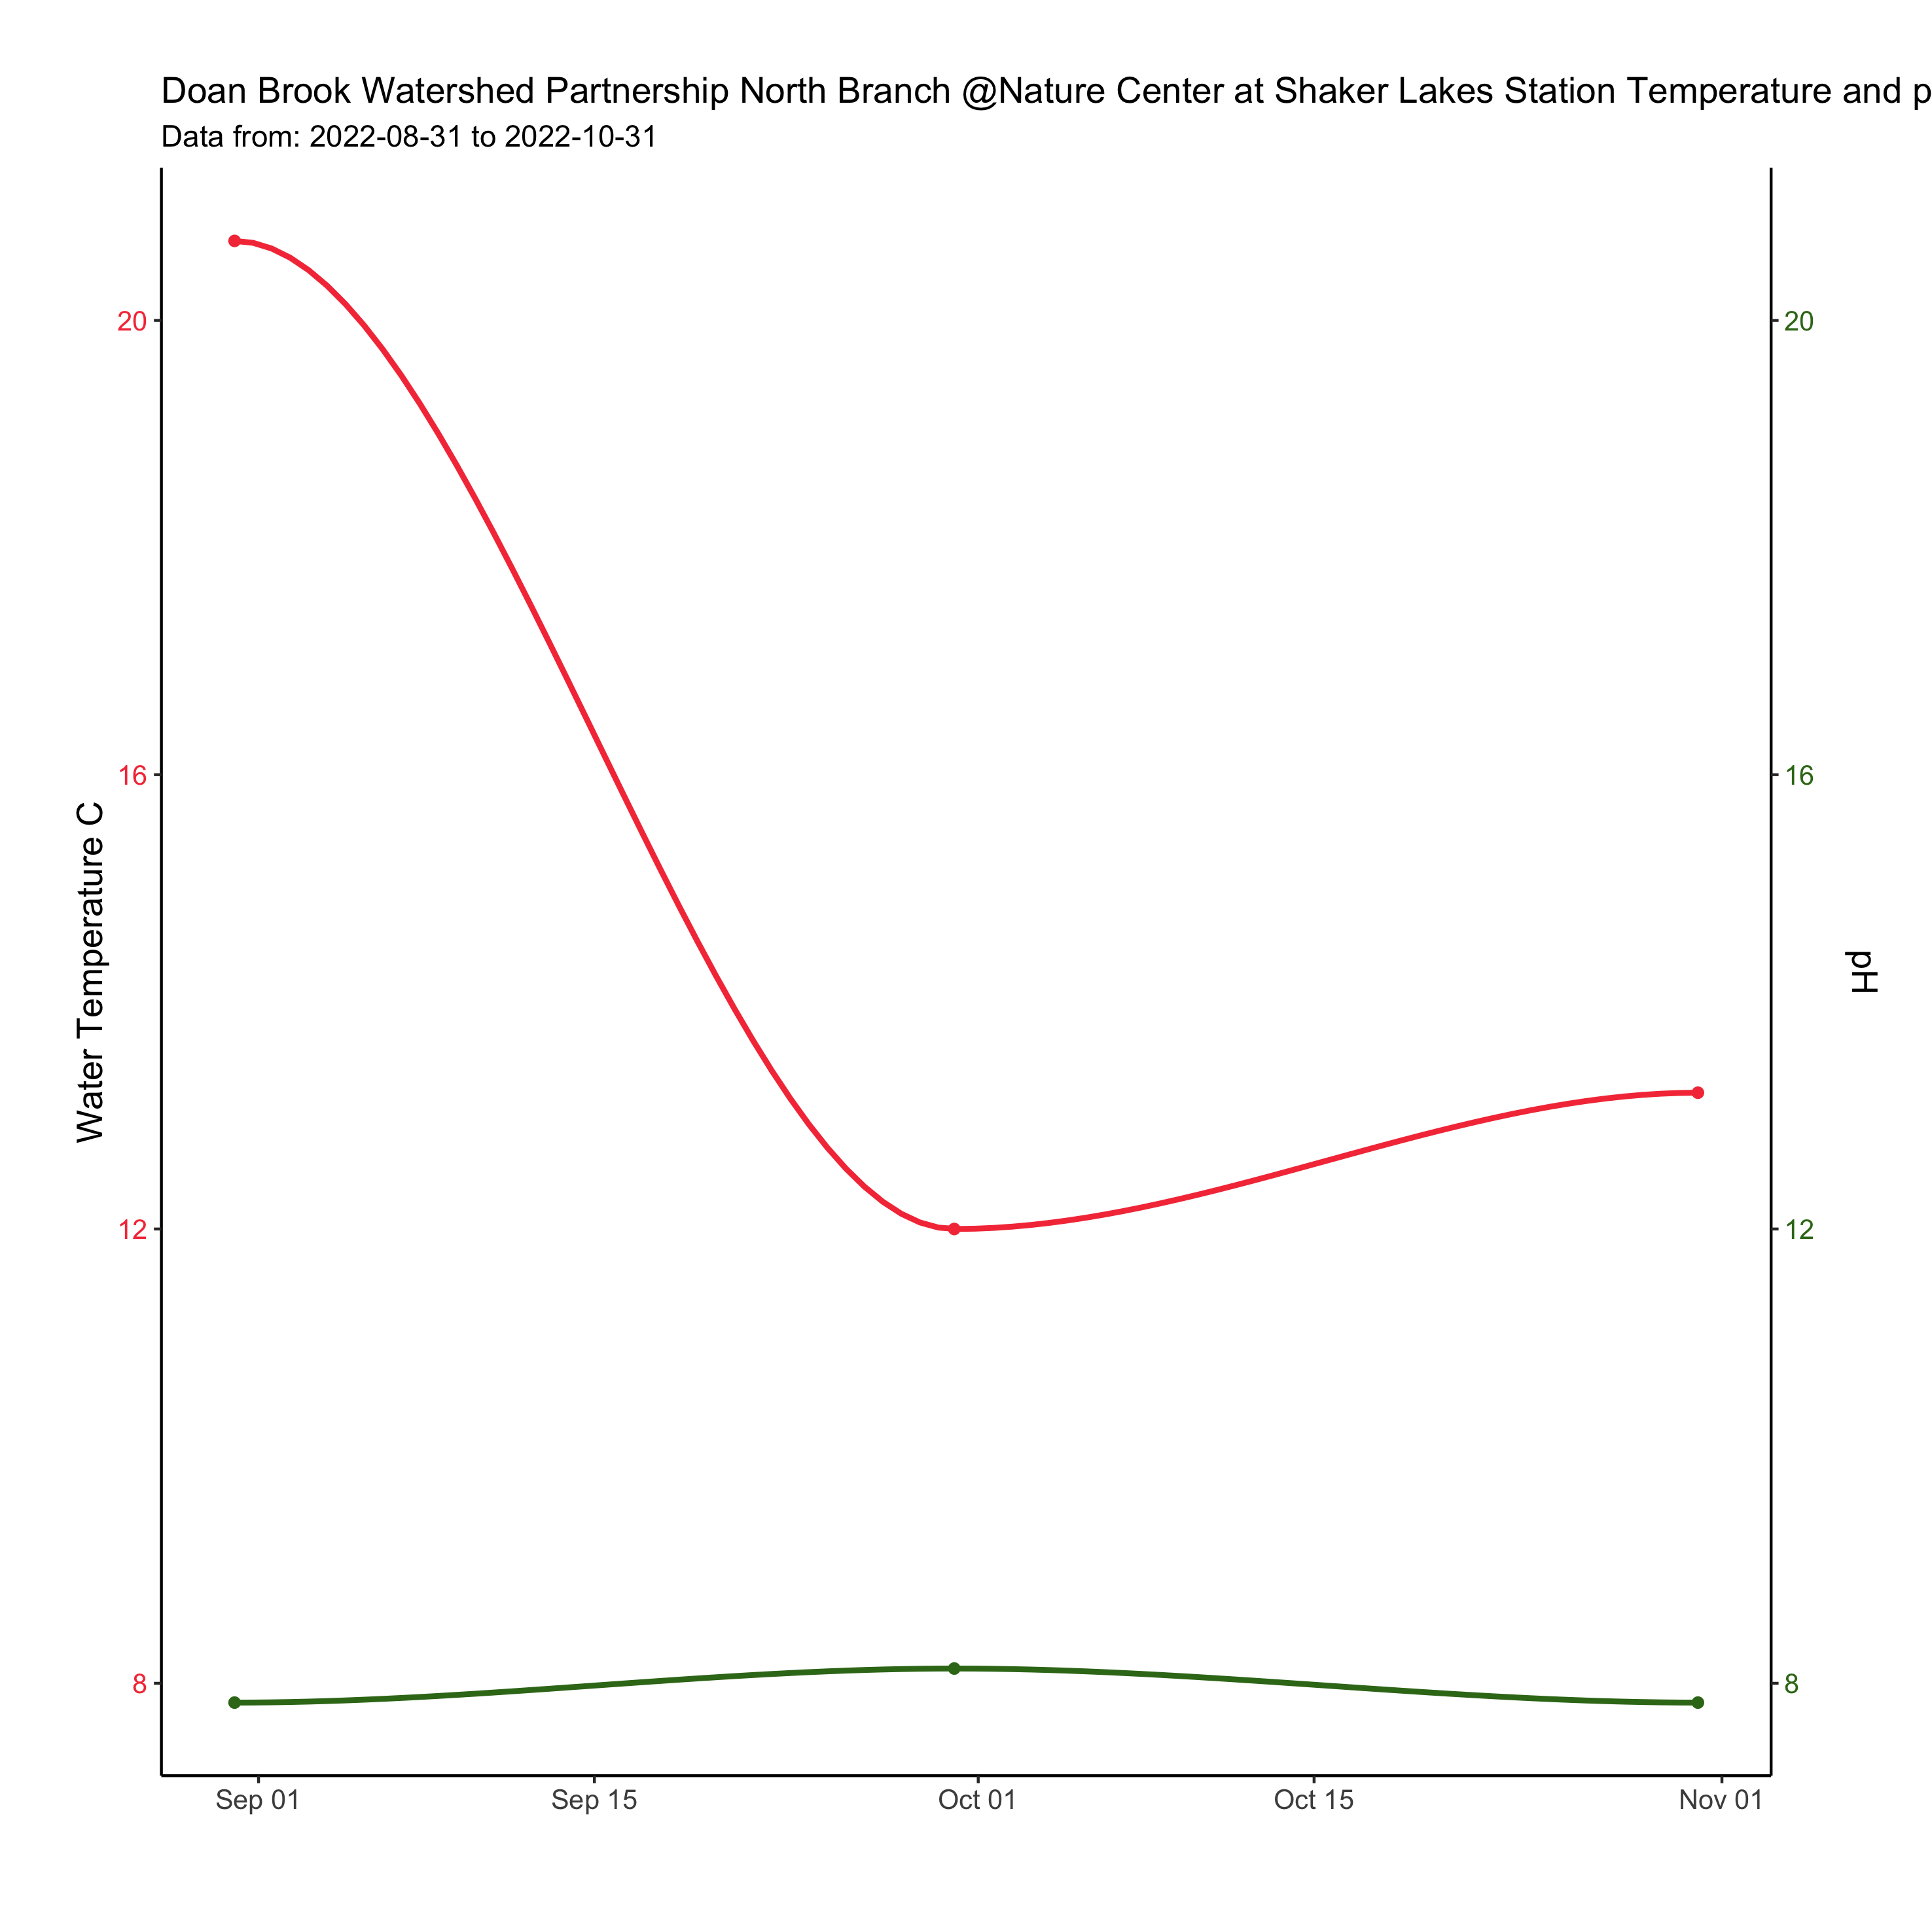 Doan Brook Watershed Partnership North Branch @Nature Center at Shaker Lakes Station Temperature and p
Data from: 2022-08-31 to 2022-10-31
20
16
12
8
Water Temperature C
20
16
12
8
pH
Sep 01
Sep 15
Oct 01
Oct 15
Nov 01